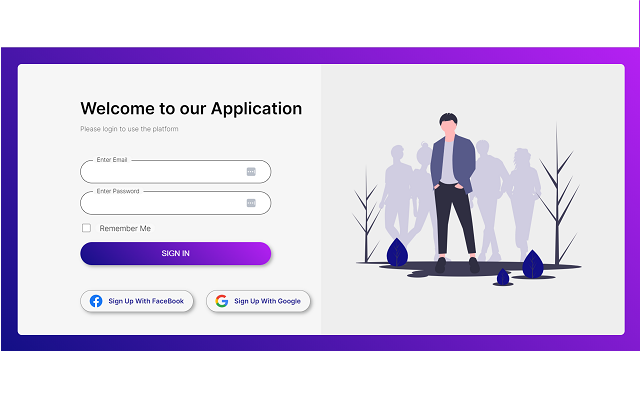 Welcome to our Application
Please login to use the platform
Enter Email
Enter Password
Remember Me
SIGN IN
Sign Up With FaceBook
Sign Up With Google